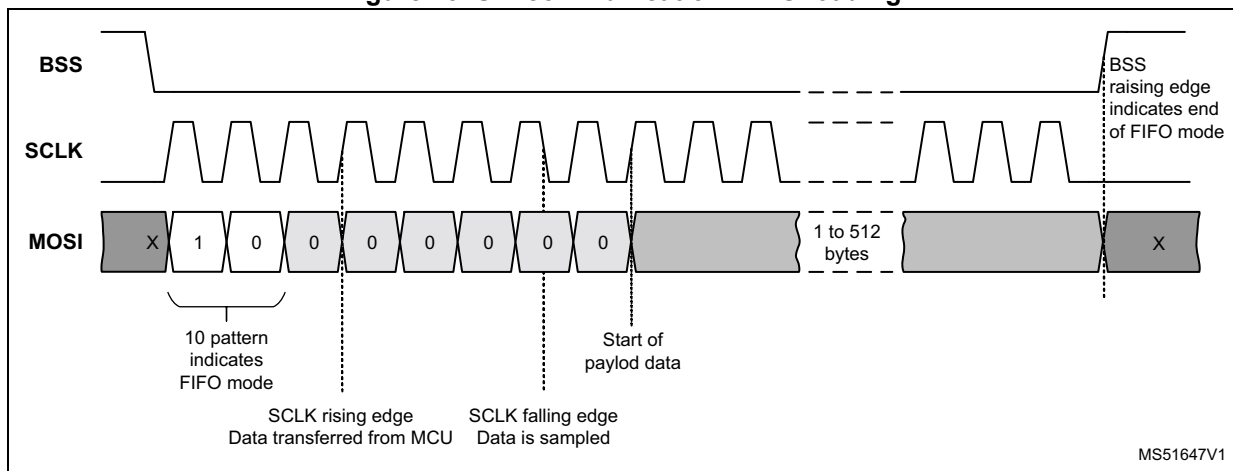 BSS
BSS
raising edge
indicates end
of FIFO mode
SCLK
MOSI
X 1 0 0 0 0 0 0 0 1 to 512 X
bytes
10 pattern
indicates
FIFO mode
Start of
paylod data
SCLK rising edge
Data transferred from MCU
SCLK falling edge
Data is sampled
MS51647V1